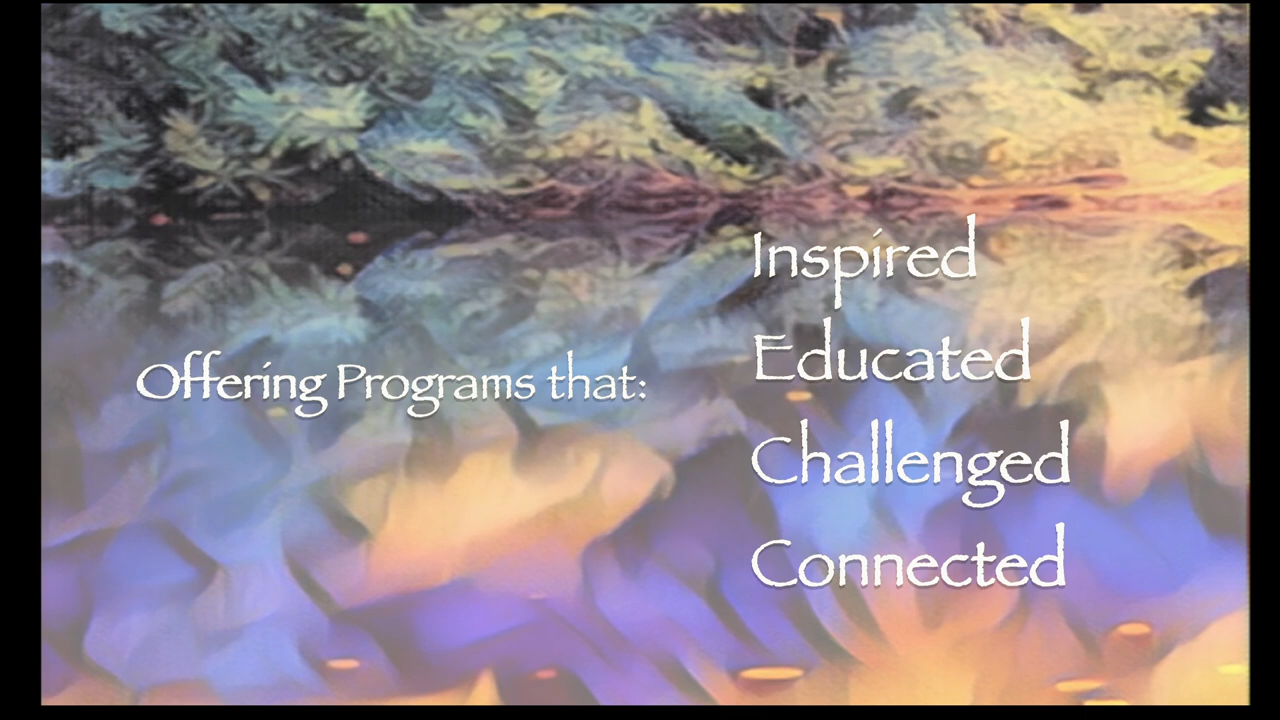 Offering Programs that:
Inspired
Educated
Challenged
Connected